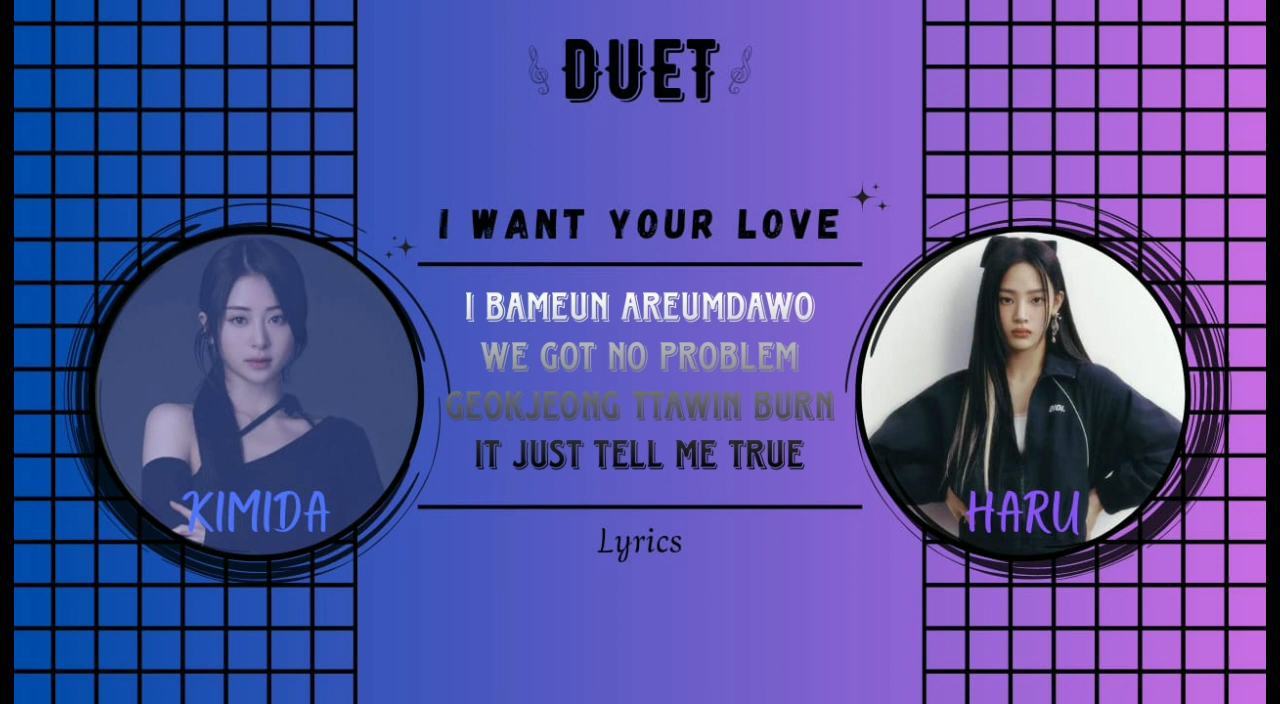 DUET
I WANT YOUR LOVE
I BAMEUN AREUMDAWO
WE GOT NO PROBLEM
GEOKJEONG TTAWIN BURN
IT JUST TELL ME TRUE
KIMIDA
HARU
Lyrics